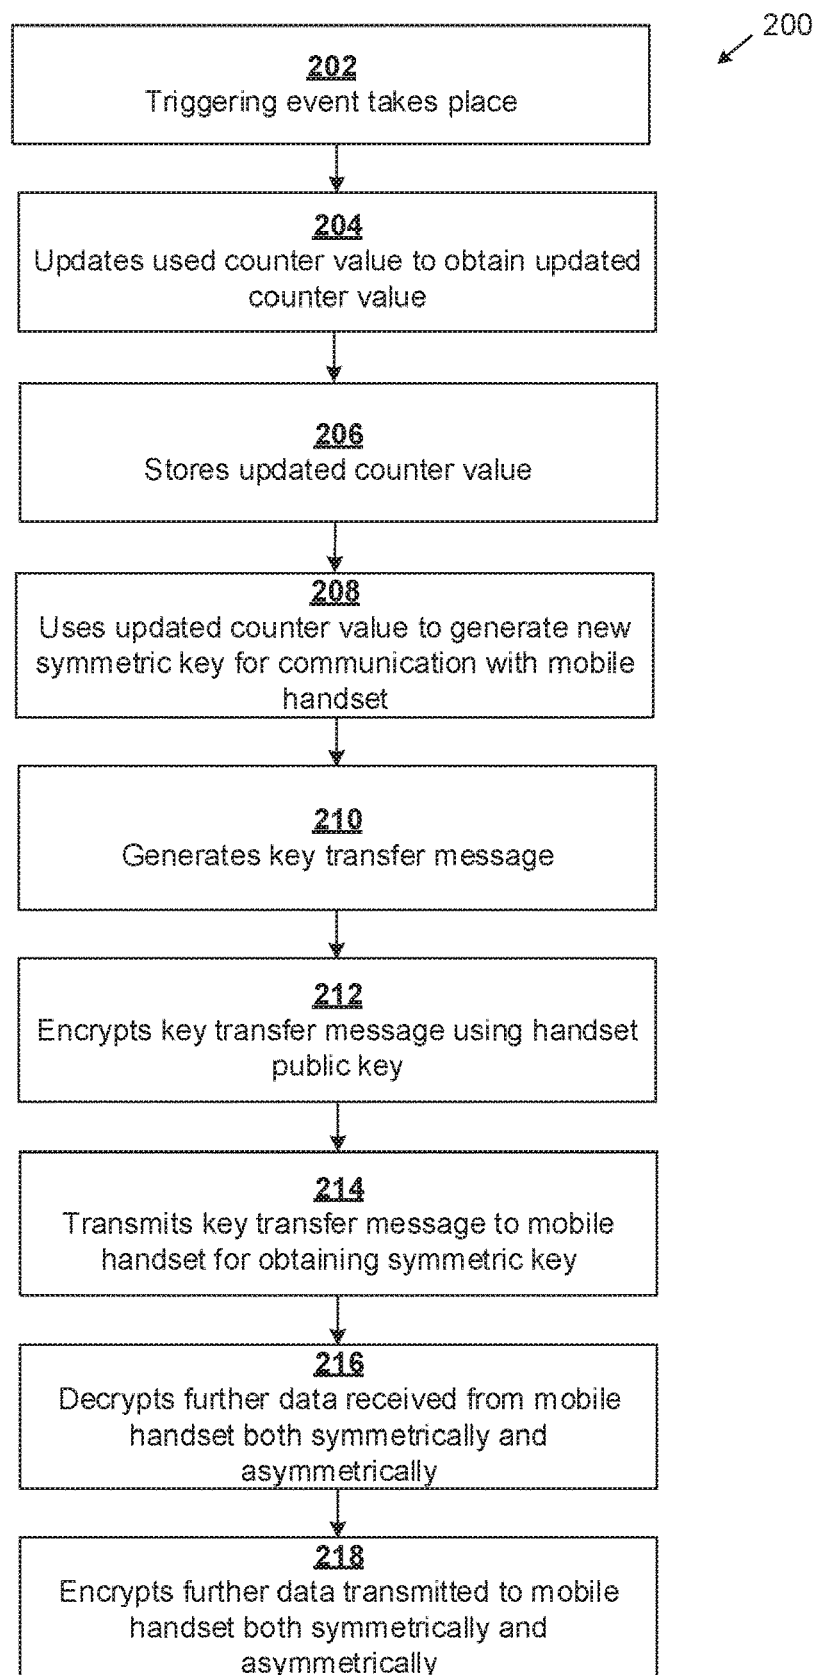 200
202
Triggering event takes place
204
Updates used counter value to obtain updated
counter value
206
Stores updated counter value
208
Uses updated counter value to generate new
symmetric key for communication with mobile
handset
210
Generates key transfer message
212
Encrypts key transfer message using handset
public key
214
Transmits key transfer message to mobile
handset for obtaining symmetric key
216
Decrypts further data received from mobile
handset both symmetrically and
asymmetrically
218
Encrypts further data transmitted to mobile
handset both symmetrically and
asymmetrically